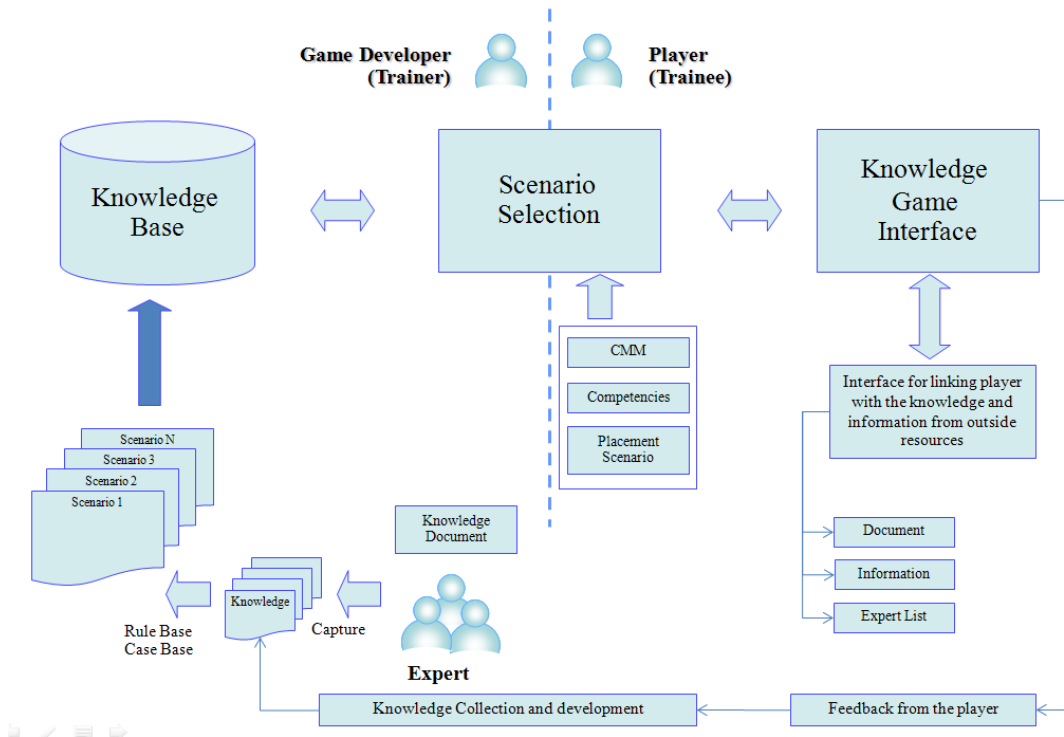 Game Developer
(Trainer)
Player
(Trainee)
Knowledge
Base
Scenario
Selection
Knowledge
Game
Interface
CMM
Competencies
Placement
Scenario
Interface for linking player
with the knowledge and
information from outside
resources
Scenario N
Scenario 3
Scenario 2
Scenario 1
Knowledge
Document
Document
Information
Expert List
Knowledge
Capture
Rule Base
Case Base
Expert
Knowledge Collection and development
Feedback from the player